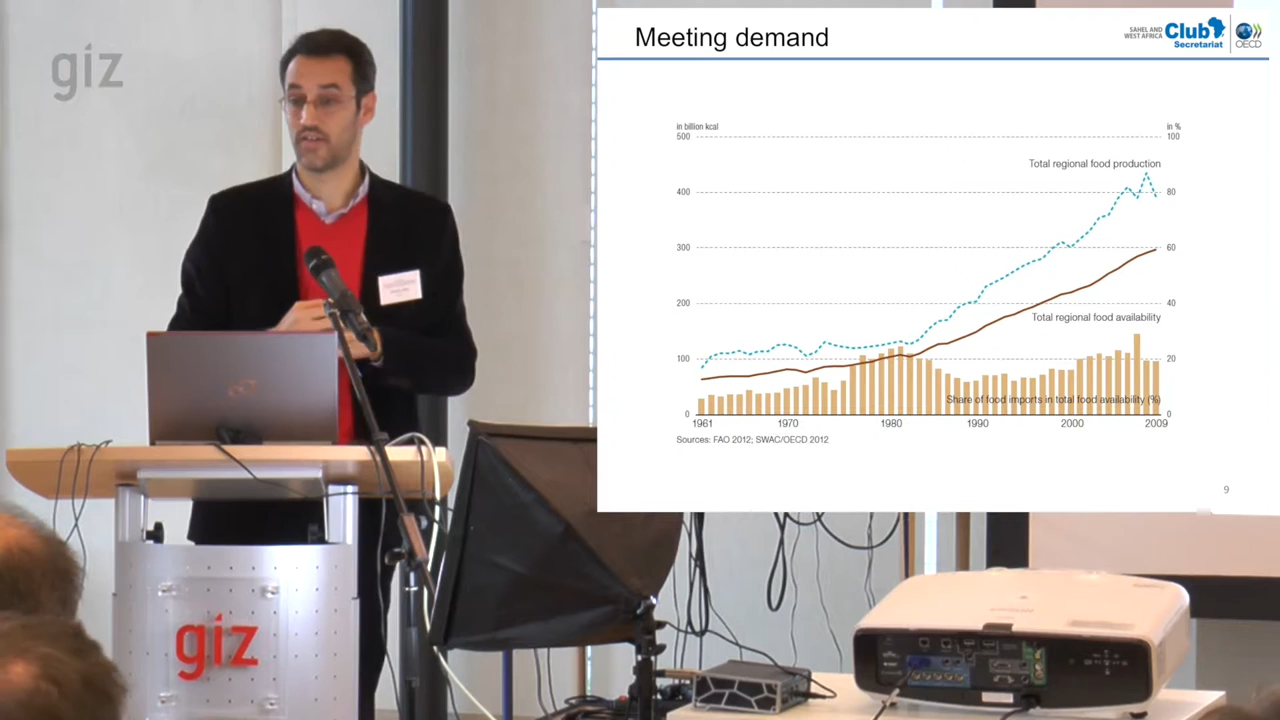 giz
Meeting demand
SAHEL AND
WEST AFRICA
Club
Secretariat
OECD
in billion kcal
in %
500
100
Total regional food production
400
80
300
60
200
40
Total regional food availability
100
20
Share of food imports in total food availability (%)
0
0
1961
1970
1980
1990
2000
2009
Sources: FAO 2012; SWAC/OECD 2012
9
giz